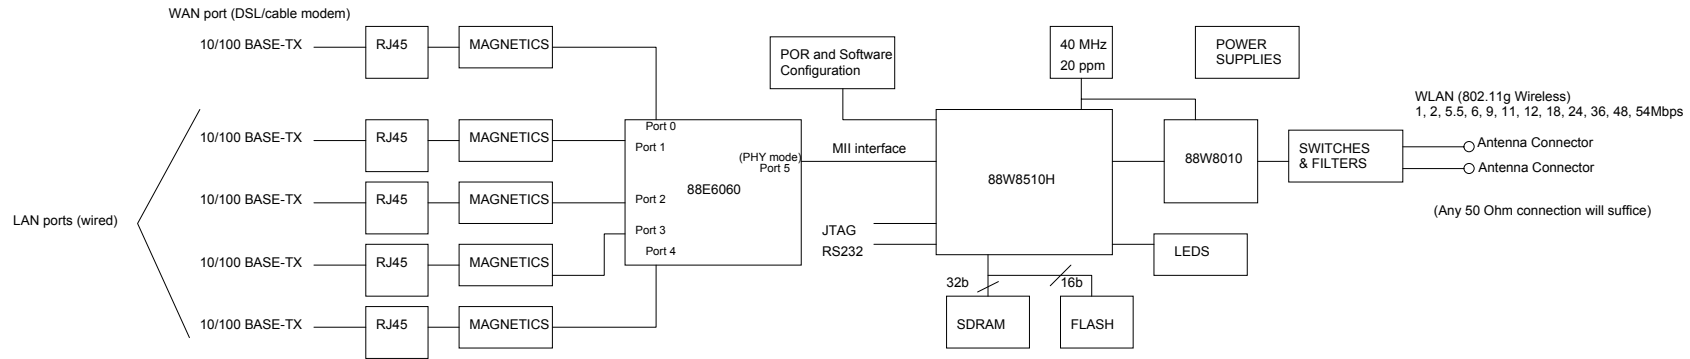 WAN port (DSL/cable modem)
10/100 BASE-TX
RJ45
MAGNETICS
10/100 BASE-TX
RJ45
MAGNETICS
10/100 BASE-TX
RJ45
MAGNETICS
10/100 BASE-TX
RJ45
MAGNETICS
10/100 BASE-TX
RJ45
MAGNETICS
LAN ports (wired)
Port 0
Port 1
Port 2
Port 3
Port 4
(PHY mode)
Port 5
88E6060
MII interface
POR and Software
Configuration
40 MHz
20 ppm
POWER
SUPPLIES
88W8510H
JTAG
RS232
32b
16b
SDRAM
FLASH
LEDS
88W8010
SWITCHES
& FILTERS
WLAN (802.11g Wireless)
1, 2, 5.5, 6, 9, 11, 12, 18, 24, 36, 48, 54Mbps
Antenna Connector
Antenna Connector
(Any 50 Ohm connection will suffice)